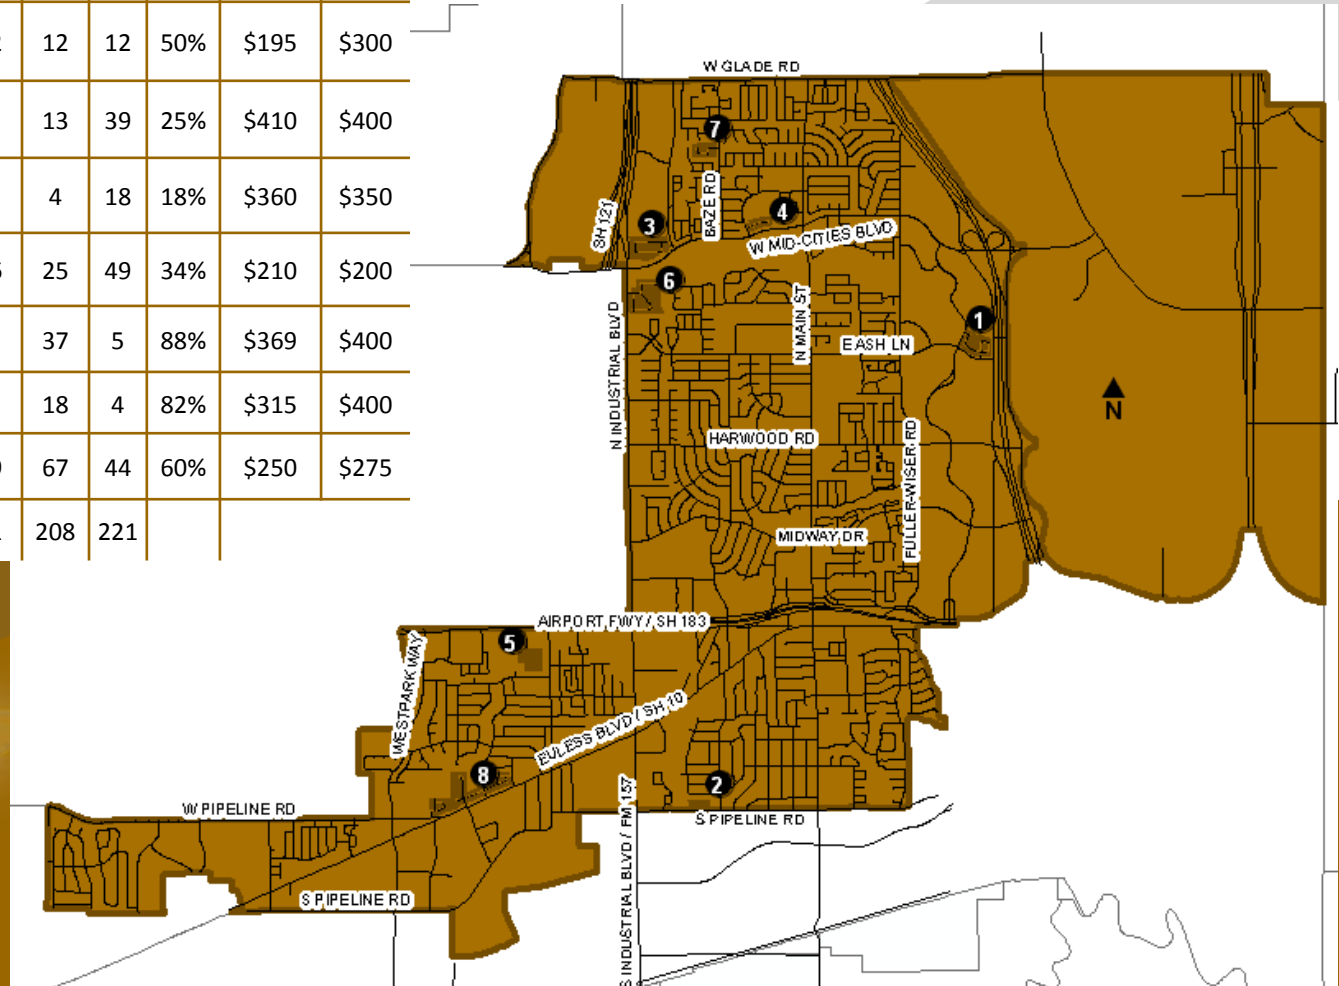 12 12 50% $195 $300
13 39 25% $410 $400
4 18 18% $360 $350
25 49 34% $210 $200
37 5 88% $369 $400
18 4 82% $315 $400
67 44 60% $250 $275
208 221
W GLADE RD
7
BAZE RD
4
3
SH 121
W MID-CITIES BLVD
6
1
N INDUSTRIAL BLVD
N MAIN ST
E ASH LN
N
HARWOOD RD
FULLER-WISER RD
MIDWAY DR
AIRPORT FWY / SH 183
5
WESTPARK WAY
EULESS BLVD / SH 10
8
2
W PIPELINE RD
S PIPELINE RD
S INDUSTRIAL BLVD / FM 157
S PIPELINE RD